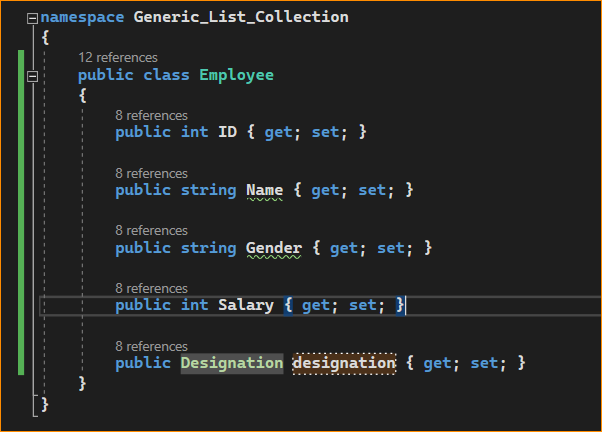 namespace Generic_List_Collection
{
12 references
public class Employee
{
8 references
public int ID { get; set; }
8 references
public string Name { get; set; }
8 references
public string Gender { get; set; }
8 references
public int Salary { get; set; }
8 references
public Designation designation { get; set; }
}
}